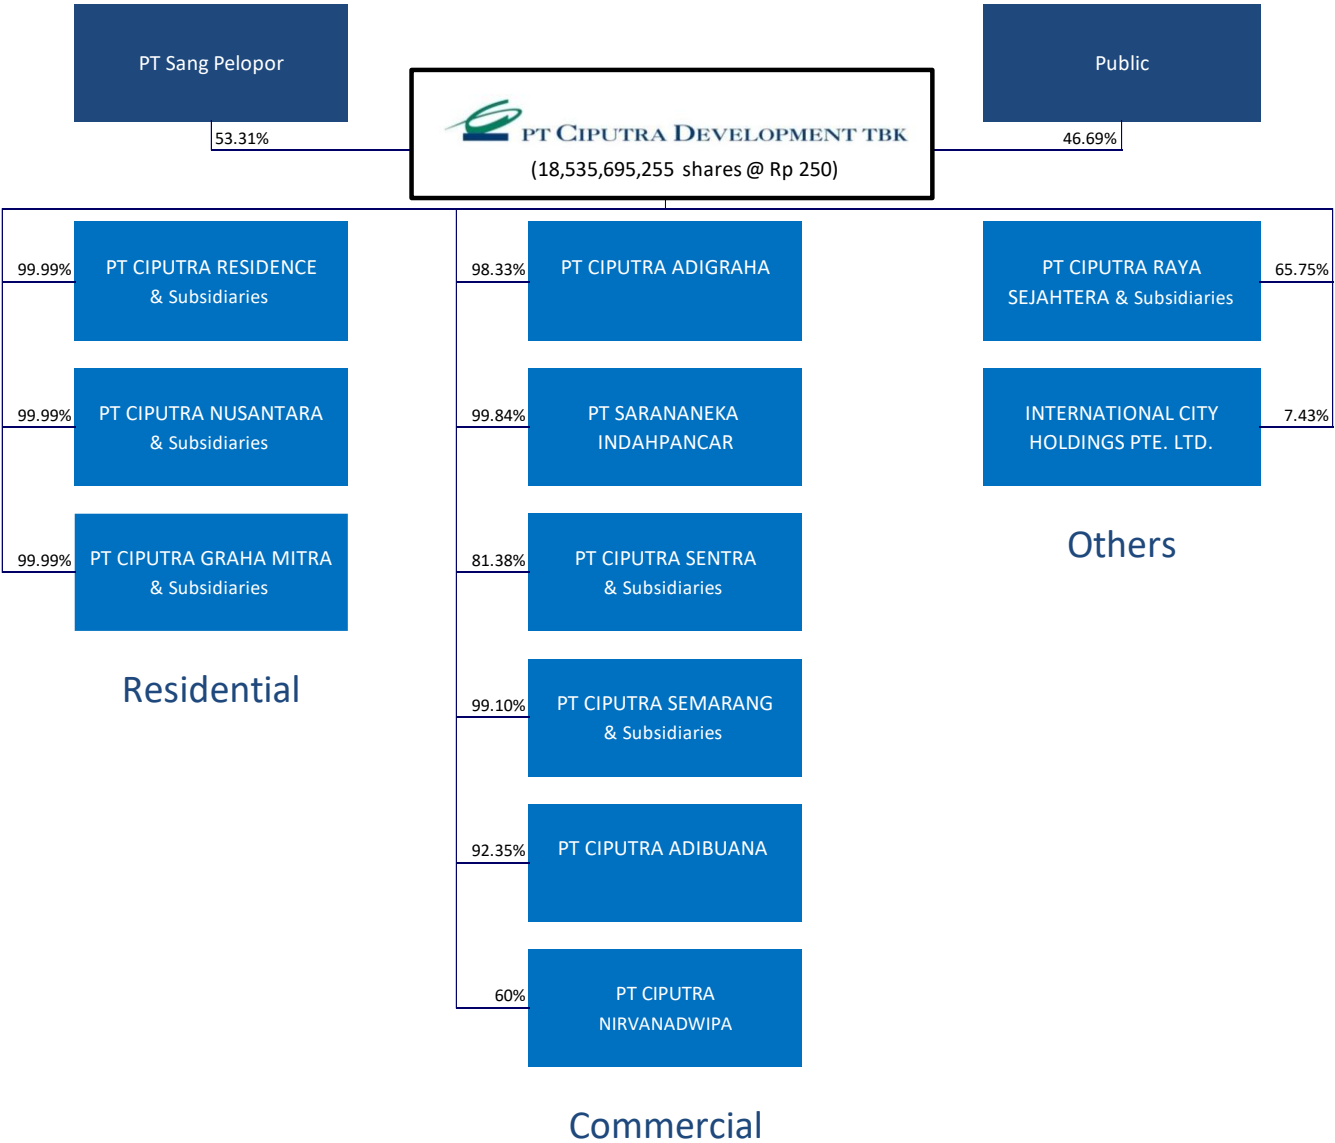 PT Sang Pelopor
Public
53.31%
PT CIPUTRA DEVELOPMENT TBK
(18,535,695,255 shares @ Rp 250)
46.69%
99.99%
PT CIPUTRA RESIDENCE
& Subsidiaries
99.99%
PT CIPUTRA NUSANTARA
& Subsidiaries
99.99%
PT CIPUTRA GRAHA MITRA
& Subsidiaries
Residential
98.33%
PT CIPUTRA ADIGRAHA
99.84%
PT SARANANEKA
INDAHPANCAR
81.38%
PT CIPUTRA SENTRA
& Subsidiaries
99.10%
PT CIPUTRA SEMARANG
& Subsidiaries
92.35%
PT CIPUTRA ADIBUANA
60%
PT CIPUTRA
NIRVANADWIPA
Commercial
PT CIPUTRA RAYA
SEJAHTERA & Subsidiaries
65.75%
INTERNATIONAL CITY
HOLDINGS PTE. LTD.
7.43%
Others